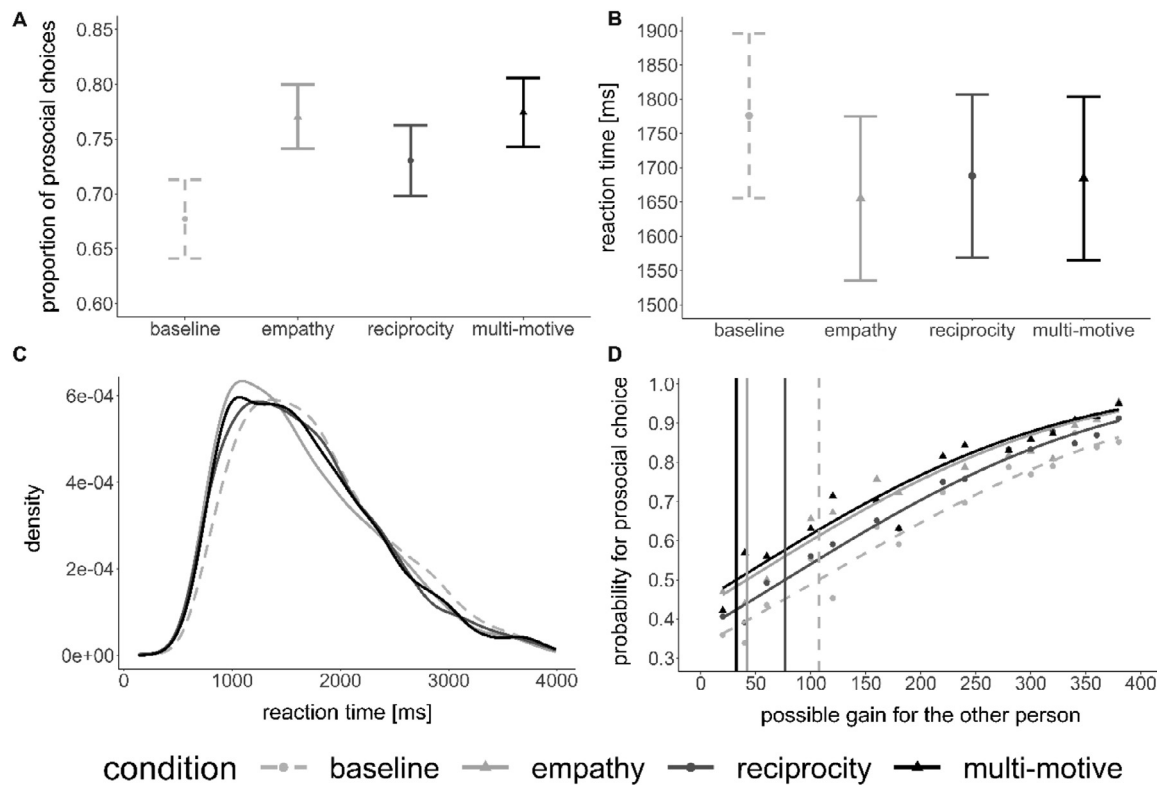 A
proportion of prosocial choices
0.85
0.80
0.75
0.70
0.65
0.60
baseline empathy reciprocity multi-motive
B
reaction time [ms]
1900
1850
1800
1750
1700
1650
1600
1550
1500
baseline empathy reciprocity multi-motive
C
density
6e-04
4e-04
2e-04
0e+00
0 1000 2000 3000 4000
reaction time [ms]
D
probability for prosocial choice
1.0
0.9
0.8
0.7
0.6
0.5
0.4
0.3
0 50 100 150 200 250 300 350 400
possible gain for the other person
condition baseline empathy reciprocity multi-motive